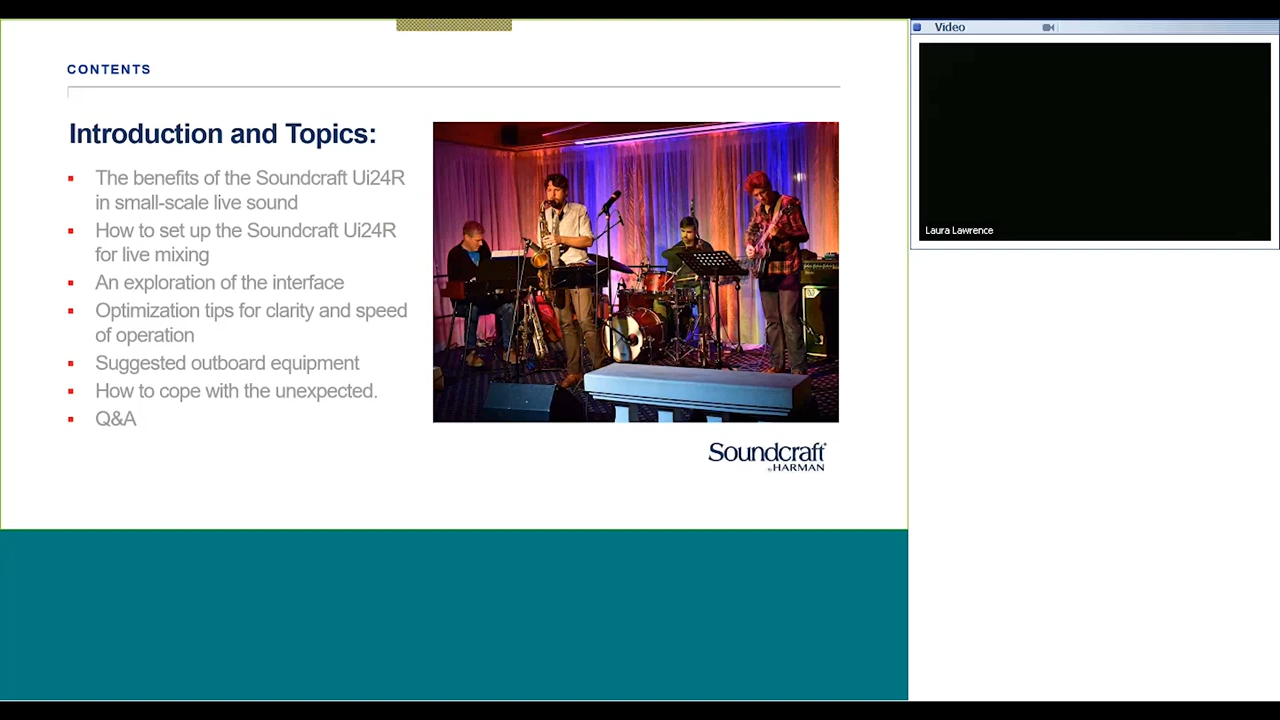 CONTENTS
Introduction and Topics:
The benefits of the Soundcraft Ui24R
in small-scale live sound
How to set up the Soundcraft Ui24R
for live mixing
An exploration of the interface
Optimization tips for clarity and speed
of operation
Suggested outboard equipment
How to cope with the unexpected.
Q&A
Soundcraft®
by HARMAN
Video
Laura Lawrence